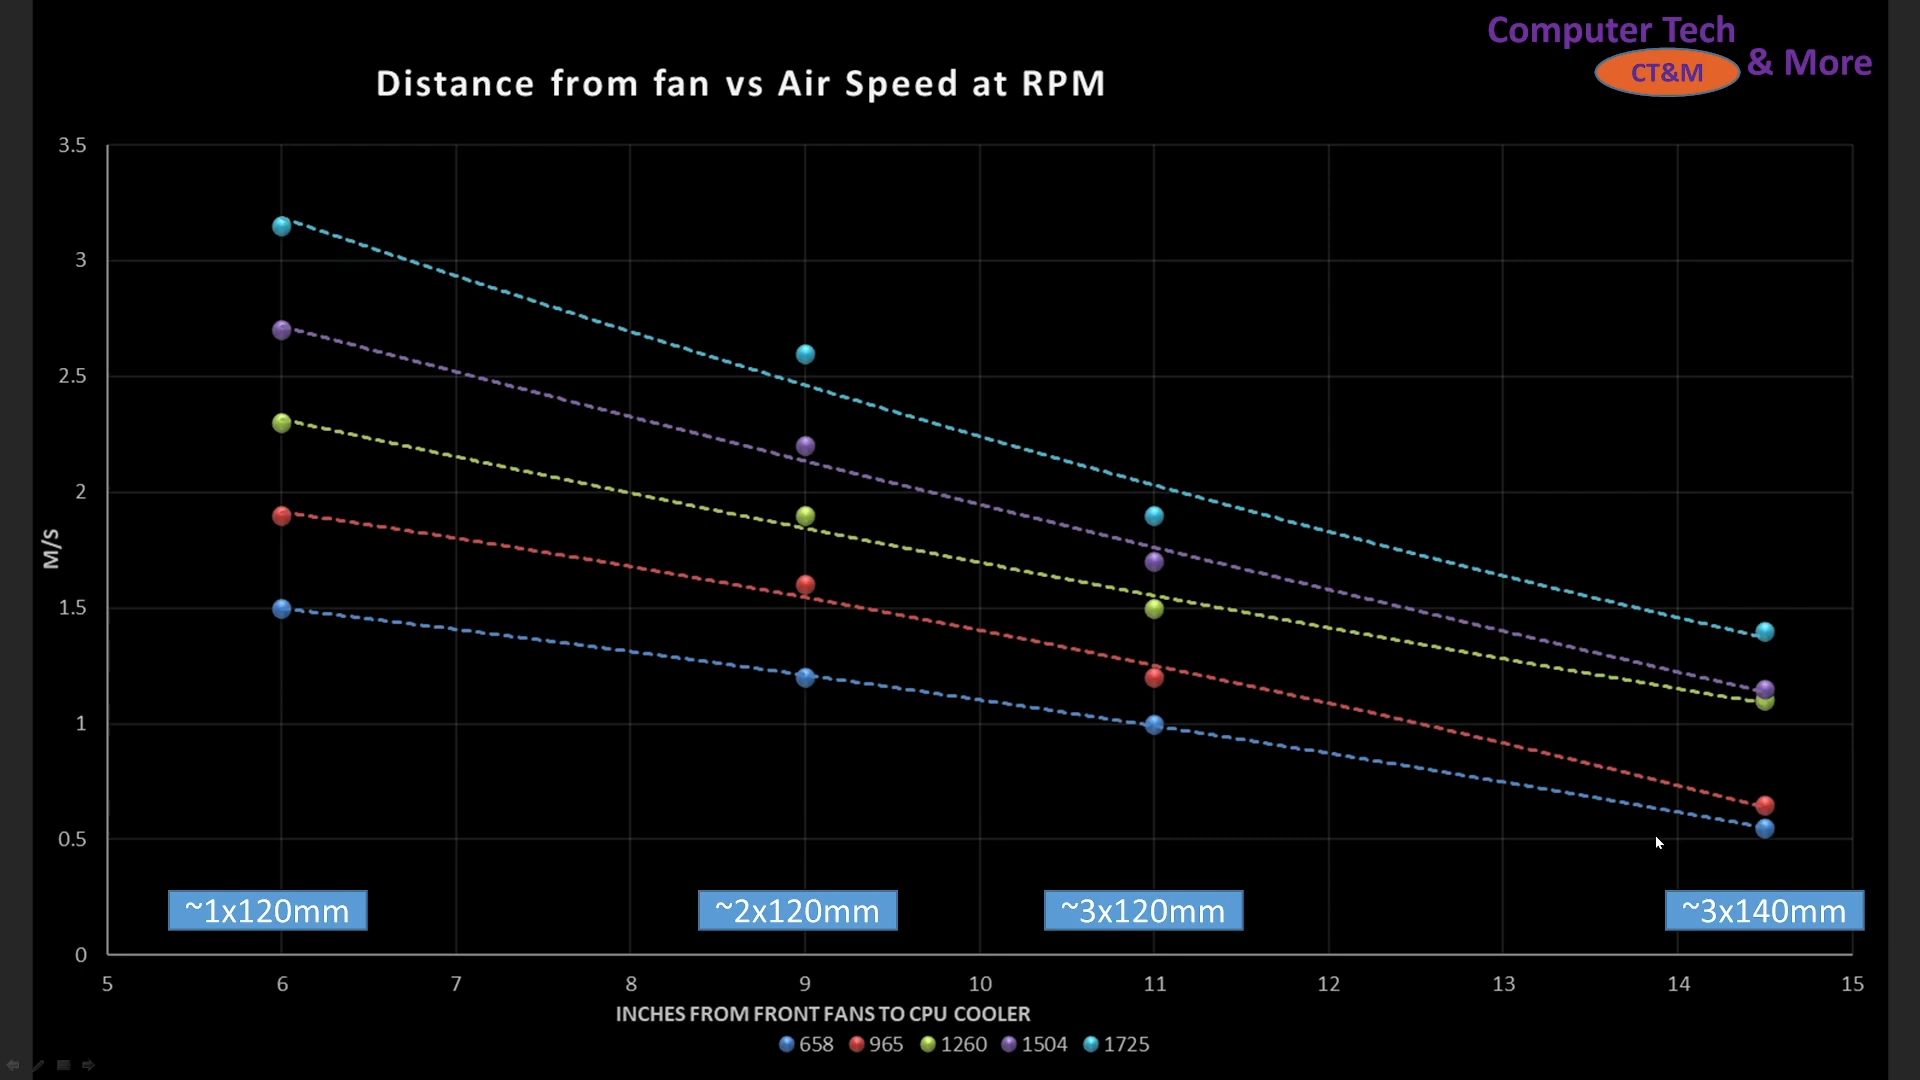 Computer Tech
CT&M
& More
Distance from fan vs Air Speed at RPM
3.5
3
2.5
2
1.5
1
0.5
0
M/S
~1x120mm
~2x120mm
~3x120mm
~3x140mm
5 6 7 8 9 10 11 12 13 14 15
INCHES FROM FRONT FANS TO CPU COOLER
658 965 1260 1504 1725